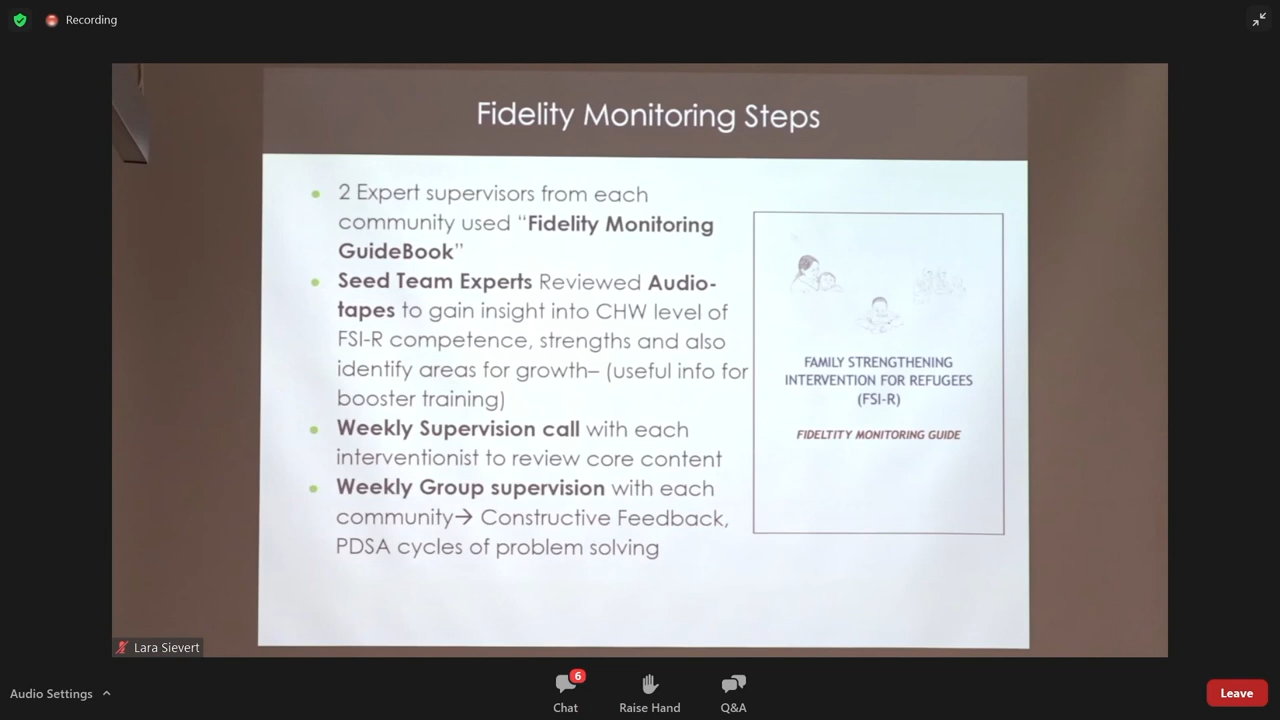 Recording
Fidelity Monitoring Steps
• 2 Expert supervisors from each
community used “Fidelity Monitoring
GuideBook”
• Seed Team Experts Reviewed Audio-
tapes to gain insight into CHW level of
FSI-R competence, strengths and also
identify areas for growth– (useful info for
booster training)
• Weekly Supervision call with each
interventionist to review core content
• Weekly Group supervision with each
community→ Constructive Feedback,
PDSA cycles of problem solving
FAMILY STRENGTHENING
INTERVENTION FOR REFUGEES
(FSI-R)
FIDELTITY MONITORING GUIDE
Lara Sievert
Audio Settings
6
Chat
Raise Hand
Q&A
Leave